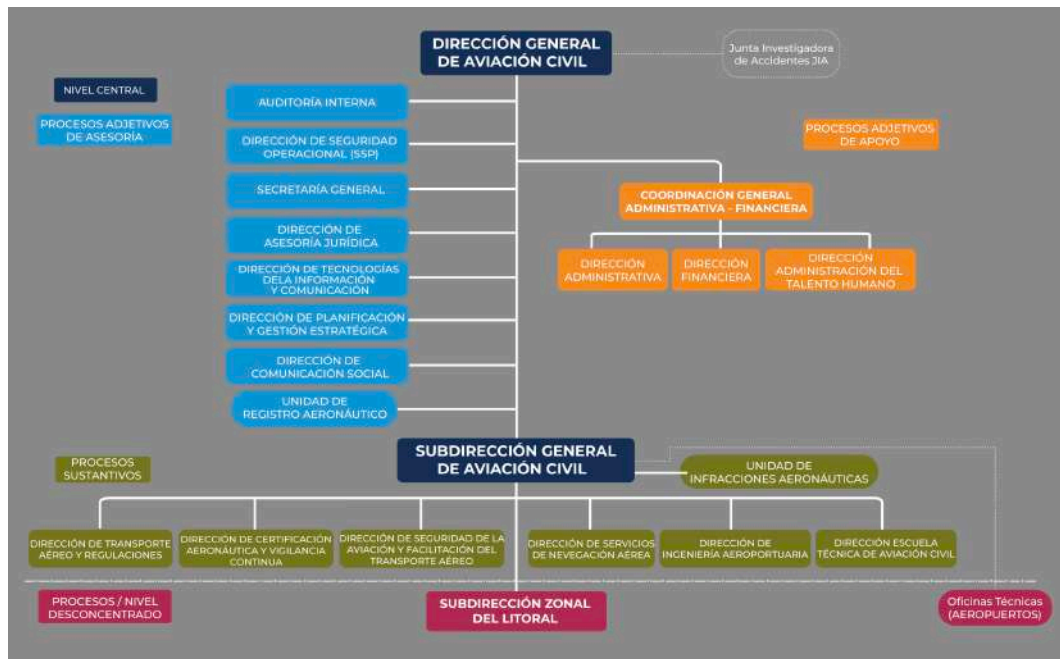 DIRECCIÓN GENERAL
DE AVIACIÓN CIVIL
Junta Investigadora
de Accidentes JIA
NIVEL CENTRAL
PROCESOS ADJETIVOS
DE ASESORÍA
AUDITORÍA INTERNA
DIRECCIÓN DE SEGURIDAD
OPERACIONAL (SSP)
SECRETARÍA GENERAL
DIRECCIÓN DE
ASESORÍA JURÍDICA
DIRECCIÓN DE TECNOLOGÍAS
DELA INFORMACIÓN
Y COMUNICACIÓN
DIRECCIÓN DE PLANIFICACIÓN
Y GESTIÓN ESTRATÉGICA
DIRECCIÓN DE
COMUNICACIÓN SOCIAL
UNIDAD DE
REGISTRO AERONÁUTICO
PROCESOS ADJETIVOS
DE APOYO
COORDINACIÓN GENERAL
ADMINISTRATIVA - FINANCIERA
DIRECCIÓN
ADMINISTRATIVA
DIRECCIÓN
FINANCIERA
DIRECCIÓN
ADMINISTRACIÓN DEL
TALENTO HUMANO
SUBDIRECCIÓN GENERAL
DE AVIACIÓN CIVIL
PROCESOS
SUSTANTIVOS
UNIDAD DE
INFRACCIONES AERONÁUTICAS
DIRECCIÓN DE TRANSPORTE
AÉREO Y REGULACIONES
DIRECCIÓN DE CERTIFICACIÓN
AERONÁUTICA Y VIGILANCIA
CONTINUA
DIRECCIÓN DE SEGURIDAD DE LA
AVIACIÓN Y FACILITACIÓN DEL
TRANSPORTE AÉREO
DIRECCIÓN DE SERVICIOS
DE NEVEGACIÓN AÉREA
DIRECCIÓN DE
INGENIERÍA AEROPORTUARIA
DIRECCIÓN ESCUELA
TÉCNICA DE AVIACIÓN CIVIL
PROCESOS / NIVEL
DESCONCENTRADO
SUBDIRECCIÓN ZONAL
DEL LITORAL
Oficinas Técnicas
(AEROPUERTOS)